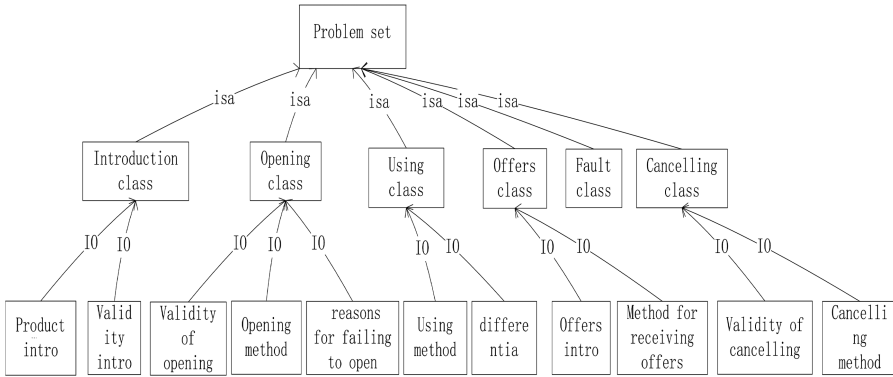 Problem set
isa
isa
isa
isa
isa
isa
Introduction
class
Opening
class
Using
class
Offers
class
Fault
class
Cancelling
class
IO
IO
IO
IO
IO
IO
IO
IO
IO
IO
IO
Product
intro
Valid
ity
intro
Validity
of
opening
Opening
method
reasons
for failing
to open
Using
method
differe
ntia
Offers
intro
Method for
receiving
offers
Validity of
cancelling
Cancelli
ng
method